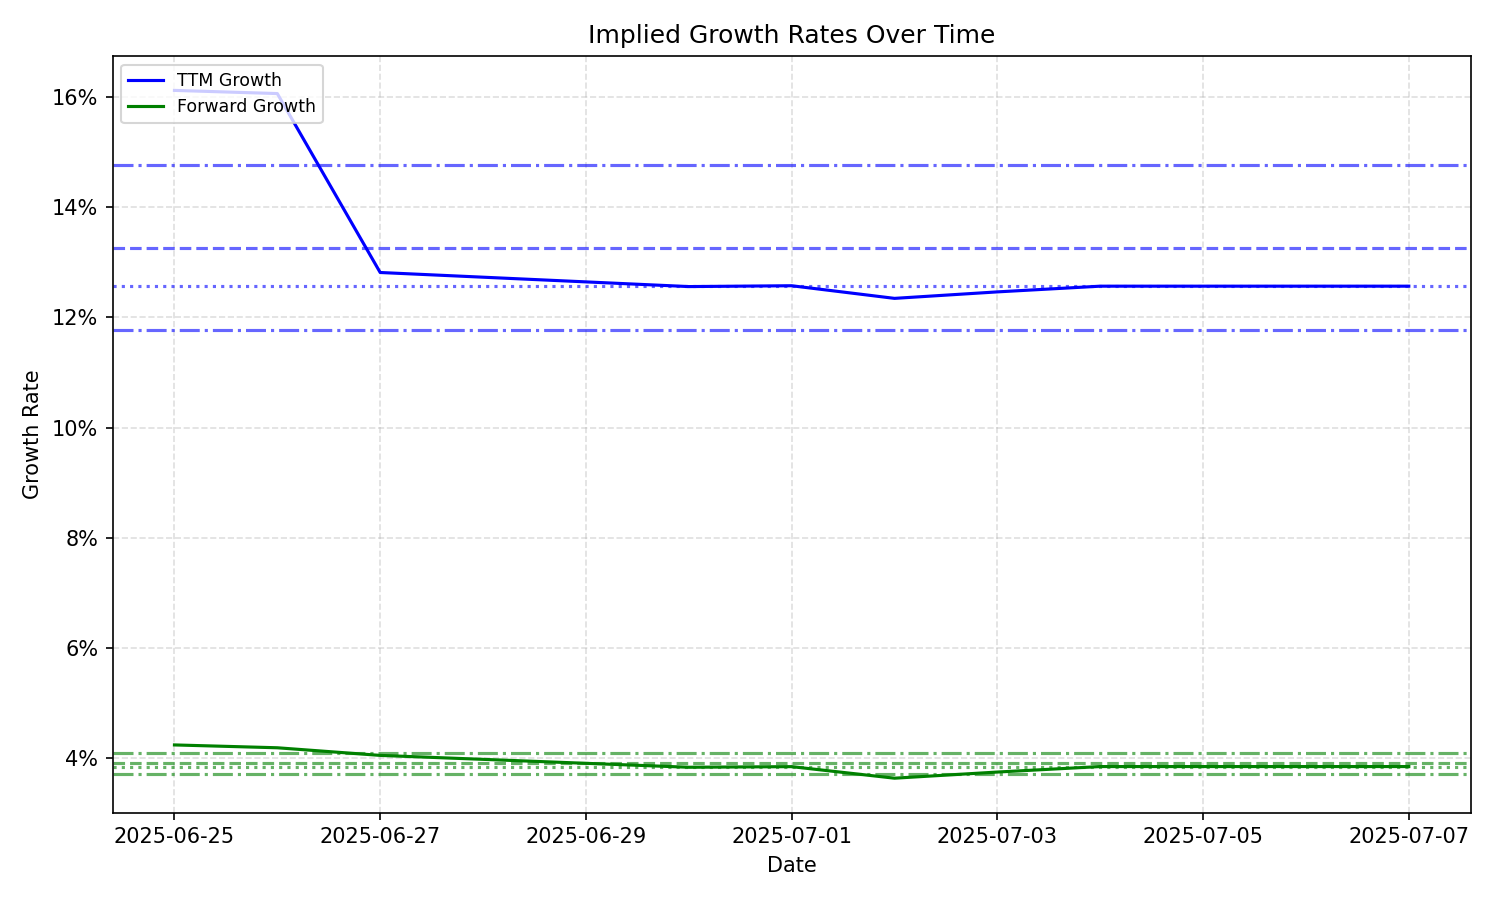 Implied Growth Rates Over Time
TTM Growth
Forward Growth
16%
14%
12%
10%
8%
6%
4%
Growth Rate
2025-06-25 2025-06-27 2025-06-29 2025-07-01 2025-07-03 2025-07-05 2025-07-07
Date